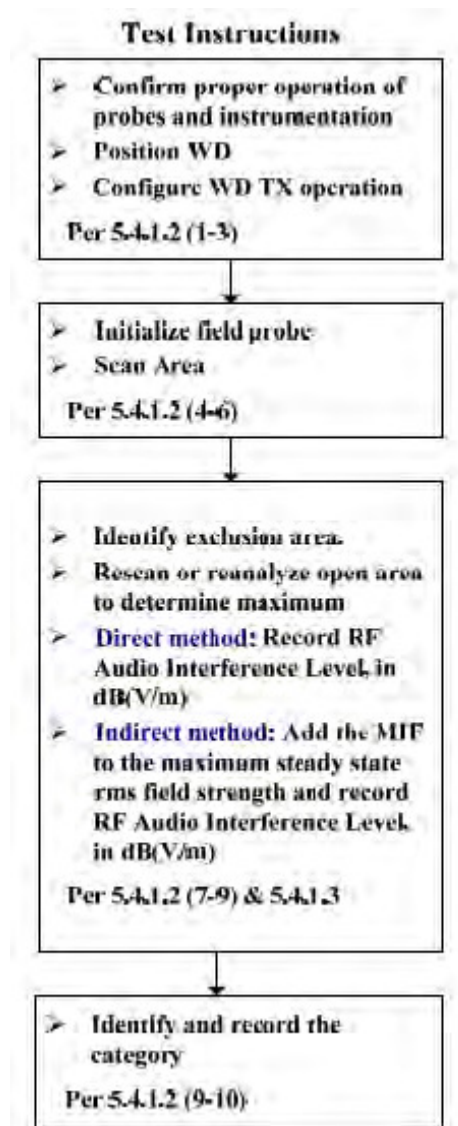 Test Instructions
➢ Confirm proper operation of
probes and instrumentation
➢ Position WD
➢ Configure WD TX operation
Per 5.4.1.2 (1-3)
➢ Initialize field probe
➢ Scan Area
Per 5.4.1.2 (4-6)
➢ Identify exclusion area.
➢ Rescan or reanalyze open area
to determine maximum
➢ Direct method: Record RF
Audio Interference Level, in
dB(V/m)
➢ Indirect method: Add the MIF
to the maximum steady state
rms field strength and record
RF Audio Interference Level,
in dB(V/m)
Per 5.4.1.2 (7-9) & 5.4.1.3
➢ Identify and record the
category
Per 5.4.1.2 (9-10)